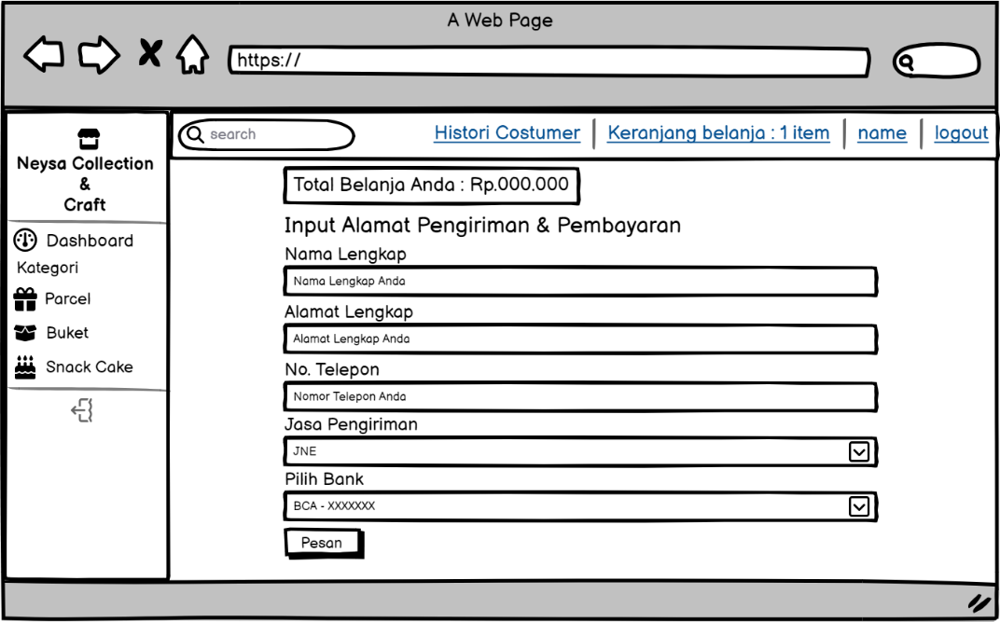 A Web Page
https://
Neysa Collection
&
Craft
Dashboard
Kategori
Parcel
Buket
Snack Cake
search
Histori Costumer
Keranjang belanja : 1 item
name
logout
Total Belanja Anda : Rp.000.000
Input Alamat Pengiriman & Pembayaran
Nama Lengkap
Nama Lengkap Anda
Alamat Lengkap
Alamat Lengkap Anda
No. Telepon
Nomor Telepon Anda
Jasa Pengiriman
JNE
Pilih Bank
BCA - XXXXXXX
Pesan